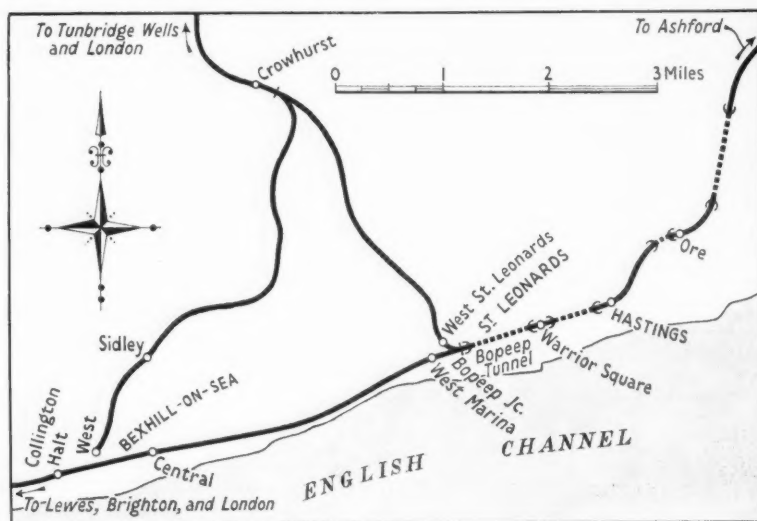 To Tunbridge Wells
and London
To Ashford
Crowhurst
0 1 2 3 Miles
Ore
West St. Leonards
ST. LEONARDS
HASTINGS
Sidley
Bopeep
Tunnel
Warrior Square
Bopeep Jc.
West Marina
BEXHILL-ON-SEA
Collington
Halt
West
Central
ENGLISH CHANNEL
To Lewes, Brighton, and London